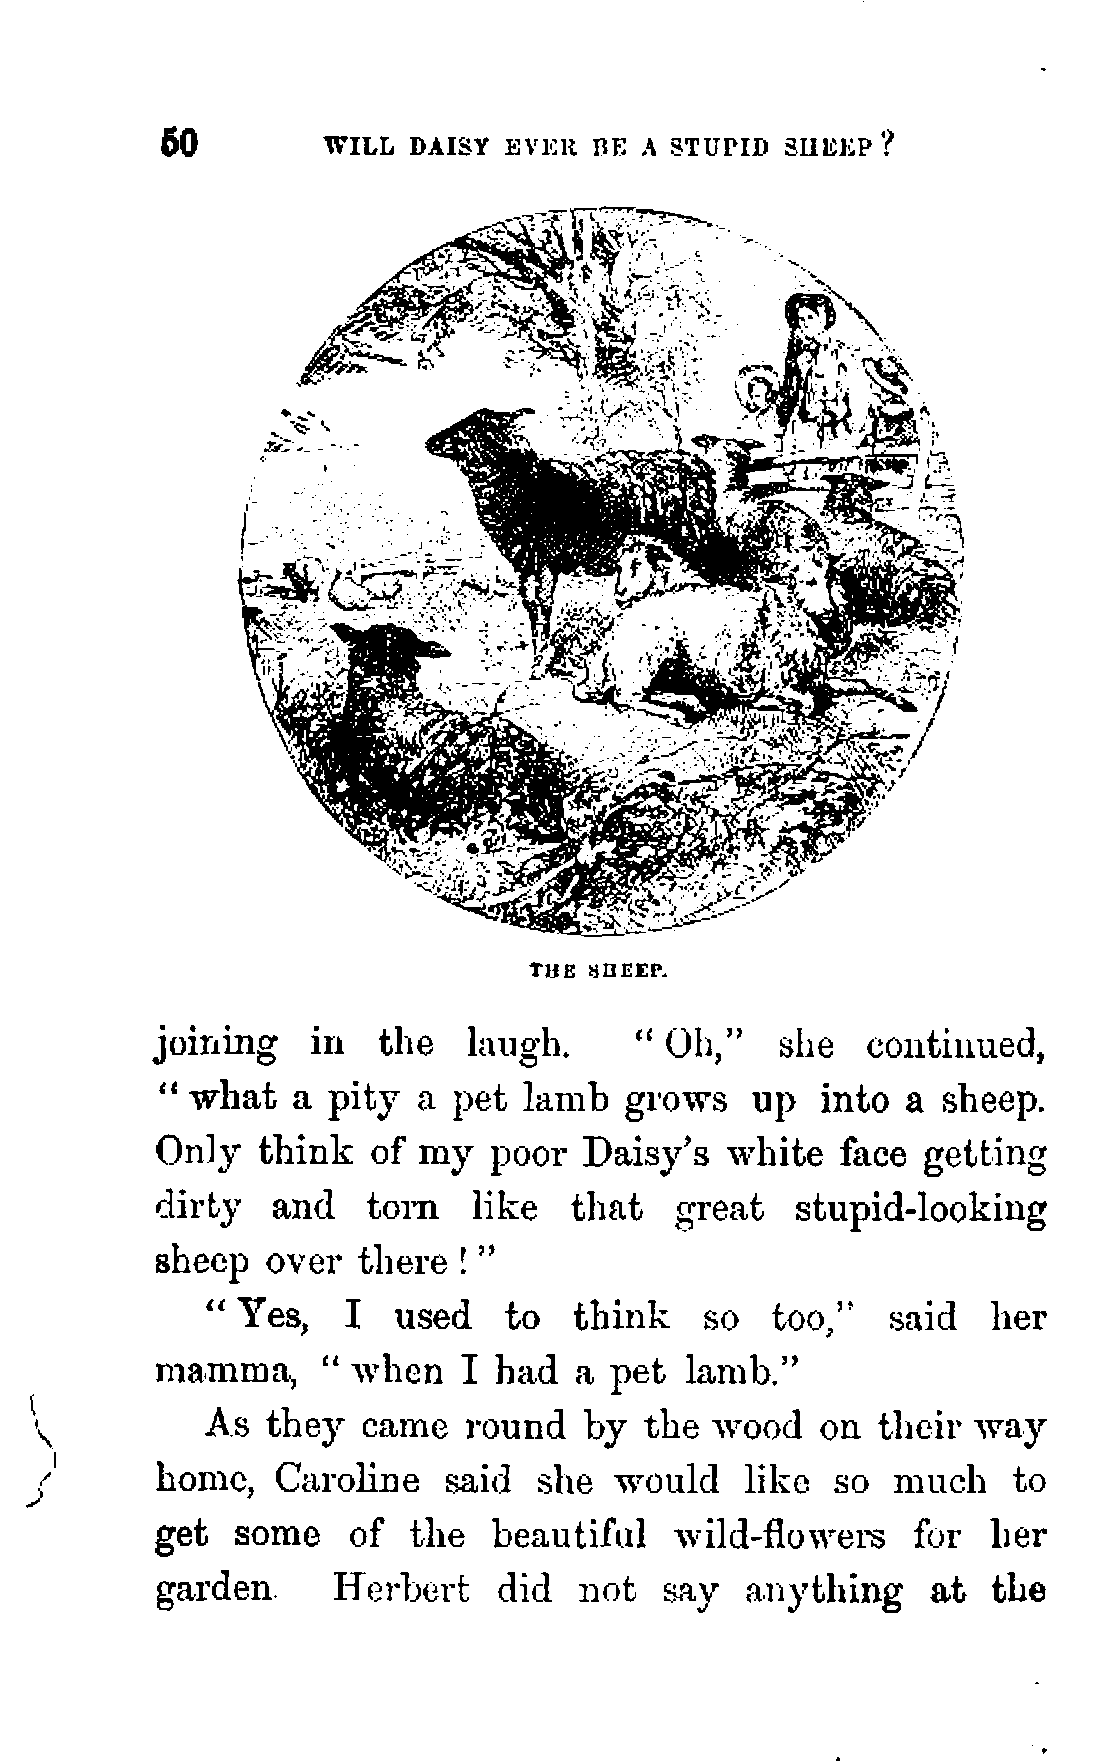 50 WILL DAISY EVER BE A STUPID SHEEP?
THE SHEEP.
joining in the laugh. “Oh,” she continued,
“what a pity a pet lamb grows up into a sheep.
Only think of my poor Daisy's white face getting
dirty and torn like that great stupid-looking
sheep over there!”
“Yes, I used to think so too,” said her
mamma, “when I had a pet lamb.”
As they came round by the wood on their way
home, Caroline said she would like so much to
get some of the beautiful wild-flowers for her
garden. Herbert did not say anything at the